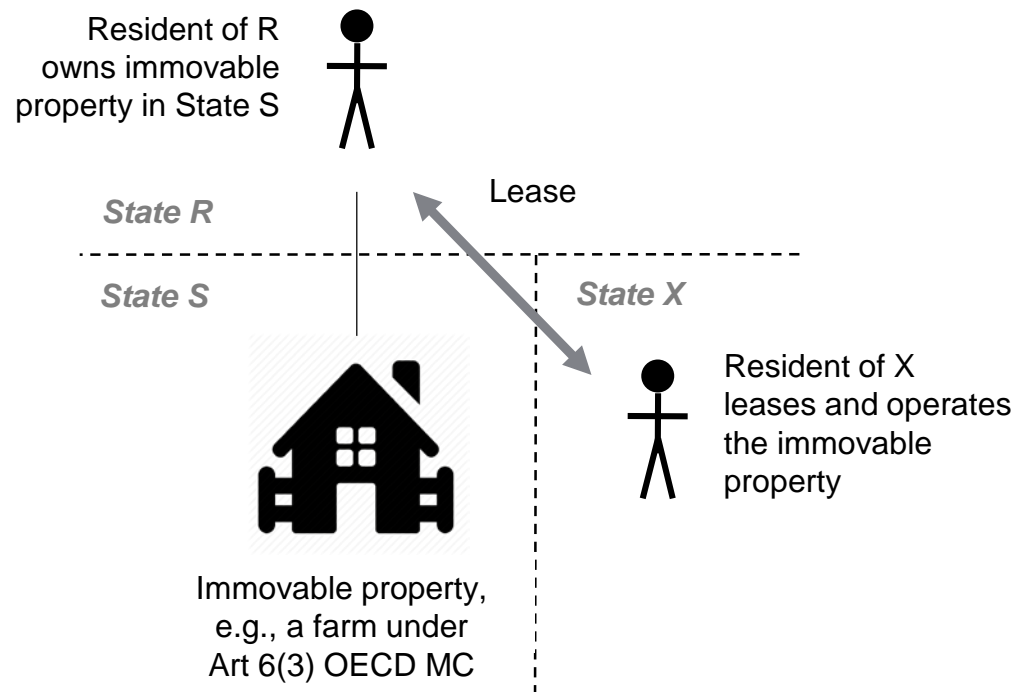 Resident of R
owns immovable
property in State S
Lease
State R
State S
State X
Resident of X
leases and operates
the immovable
property
Immovable property,
e.g., a farm under
Art 6(3) OECD MC